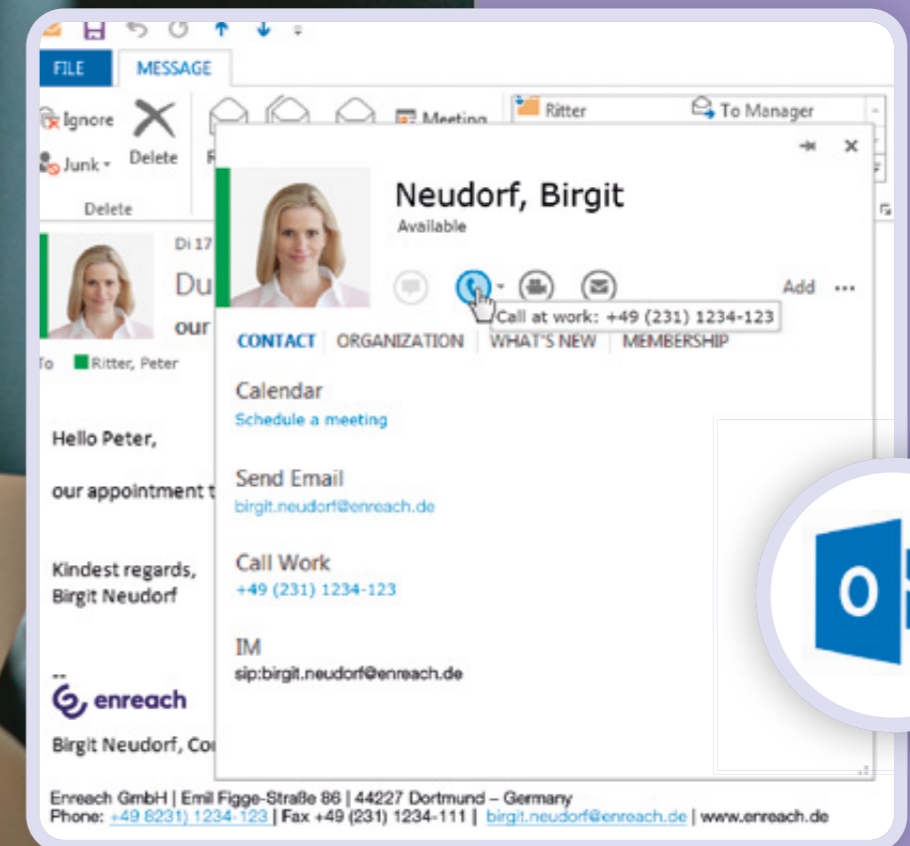 FILE MESSAGE
Ignore
Junk
Delete
Delete
Meeting
Ritter
To Manager
Di 17
Du
our
To Ritter, Peter
Neudorf, Birgit
Available
Add ...
Call at work: +49 (231) 1234-123
CONTACT ORGANIZATION WHAT'S NEW MEMBERSHIP
Calendar
Schedule a meeting
Send Email
birgit.neudorf@enreach.de
Call Work
+49 (231) 1234-123
IM
sip:birgit.neudorf@enreach.de
Hello Peter,
our appointment t
Kindest regards,
Birgit Neudorf
--
enreach
Birgit Neudorf, Co
Enreach GmbH | Emil Figge-Straße 86 | 44227 Dortmund – Germany
Phone: +49 8231) 1234-123 | Fax +49 (231) 1234-111 | birgit.neudorf@enreach.de | www.enreach.de
O